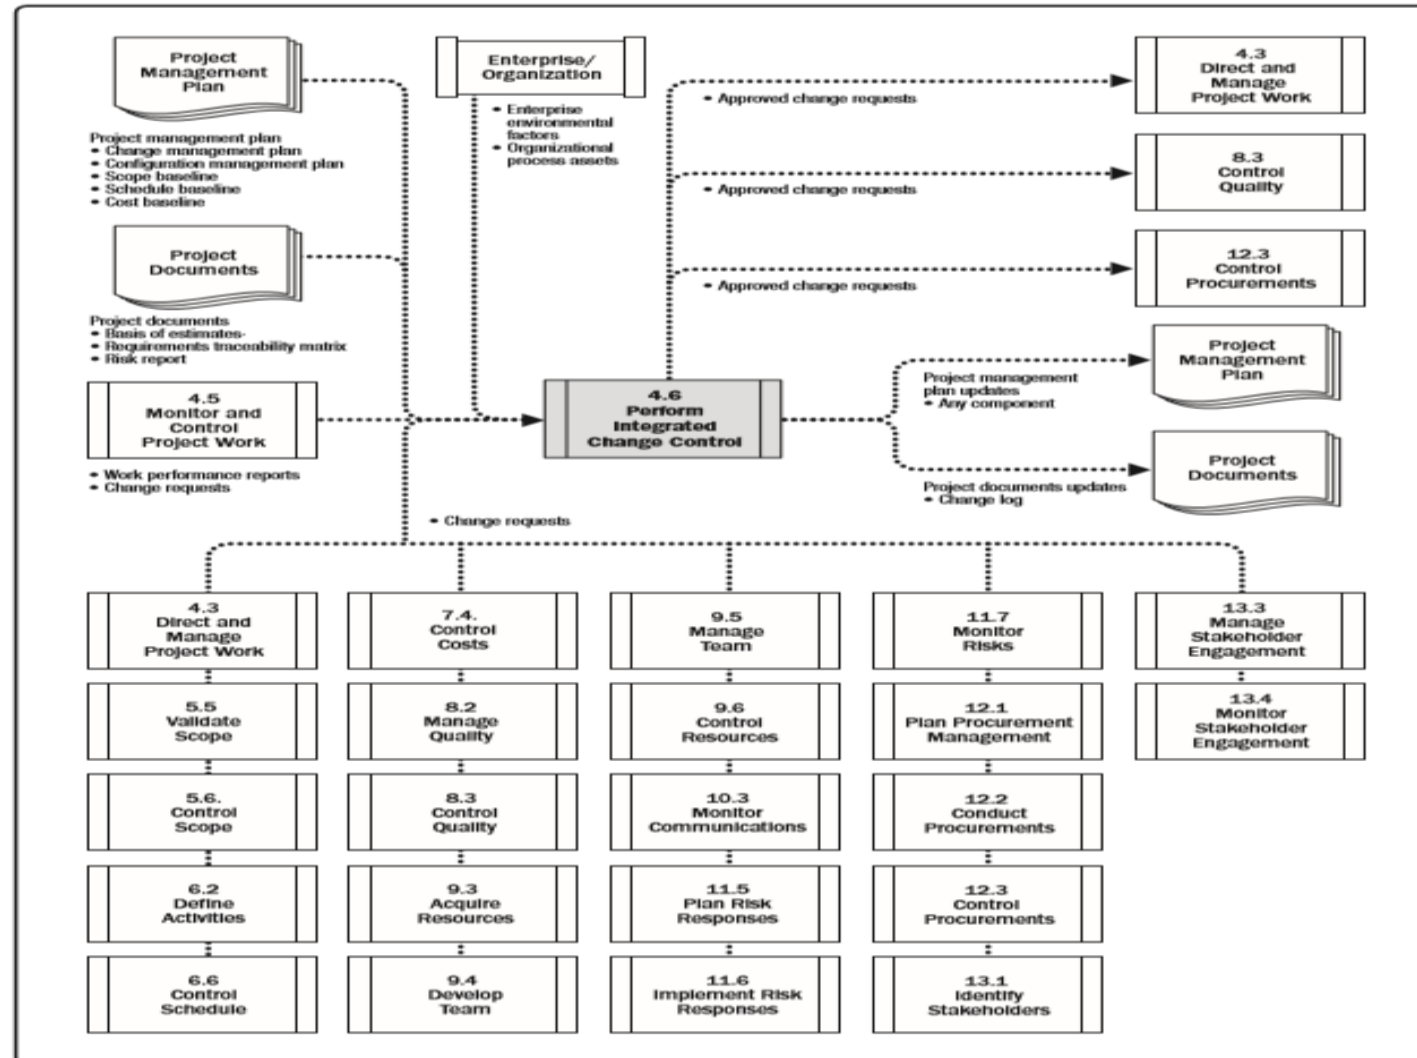 Project
Management
Plan
Project management plan
• Change management plan
• Configuration management plan
• Scope baseline
• Schedule baseline
• Cost baseline
Enterprise/
Organization
• Enterprise
environmental
factors
• Organizational
process assets
• Approved change requests
4.3
Direct and
Manage
Project Work
• Approved change requests
8.3
Control
Quality
• Approved change requests
12.3
Control
Procurements
Project
Documents
Project documents
• Basis of estimates-
• Requirements traceability matrix
• Risk report
4.5
Monitor and
Control
Project Work
• Work performance reports
• Change requests
4.6
Perform
Integrated
Change Control
Project management
plan updates
• Any component
Project
Management
Plan
Project documents updates
• Change log
Project
Documents
• Change requests
4.3
Direct and
Manage
Project Work
5.5
Validate
Scope
5.6.
Control
Scope
6.2
Define
Activities
6.6
Control
Schedule
7.4.
Control
Costs
8.2
Manage
Quality
8.3
Control
Quality
9.3
Acquire
Resources
9.4
Develop
Team
9.5
Manage
Team
9.6
Control
Resources
10.3
Monitor
Communications
11.5
Plan Risk
Responses
11.6
Implement Risk
Responses
11.7
Monitor
Risks
12.1
Plan Procurement
Management
12.2
Conduct
Procurements
12.3
Control
Procurements
13.1
Identify
Stakeholders
13.3
Manage
Stakeholder
Engagement
13.4
Monitor
Stakeholder
Engagement